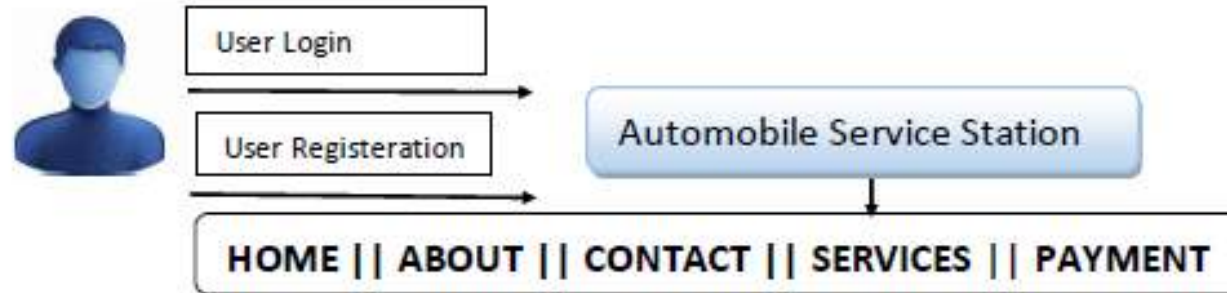 User Login
User Registeration
Automobile Service Station
HOME || ABOUT || CONTACT || SERVICES || PAYMENT